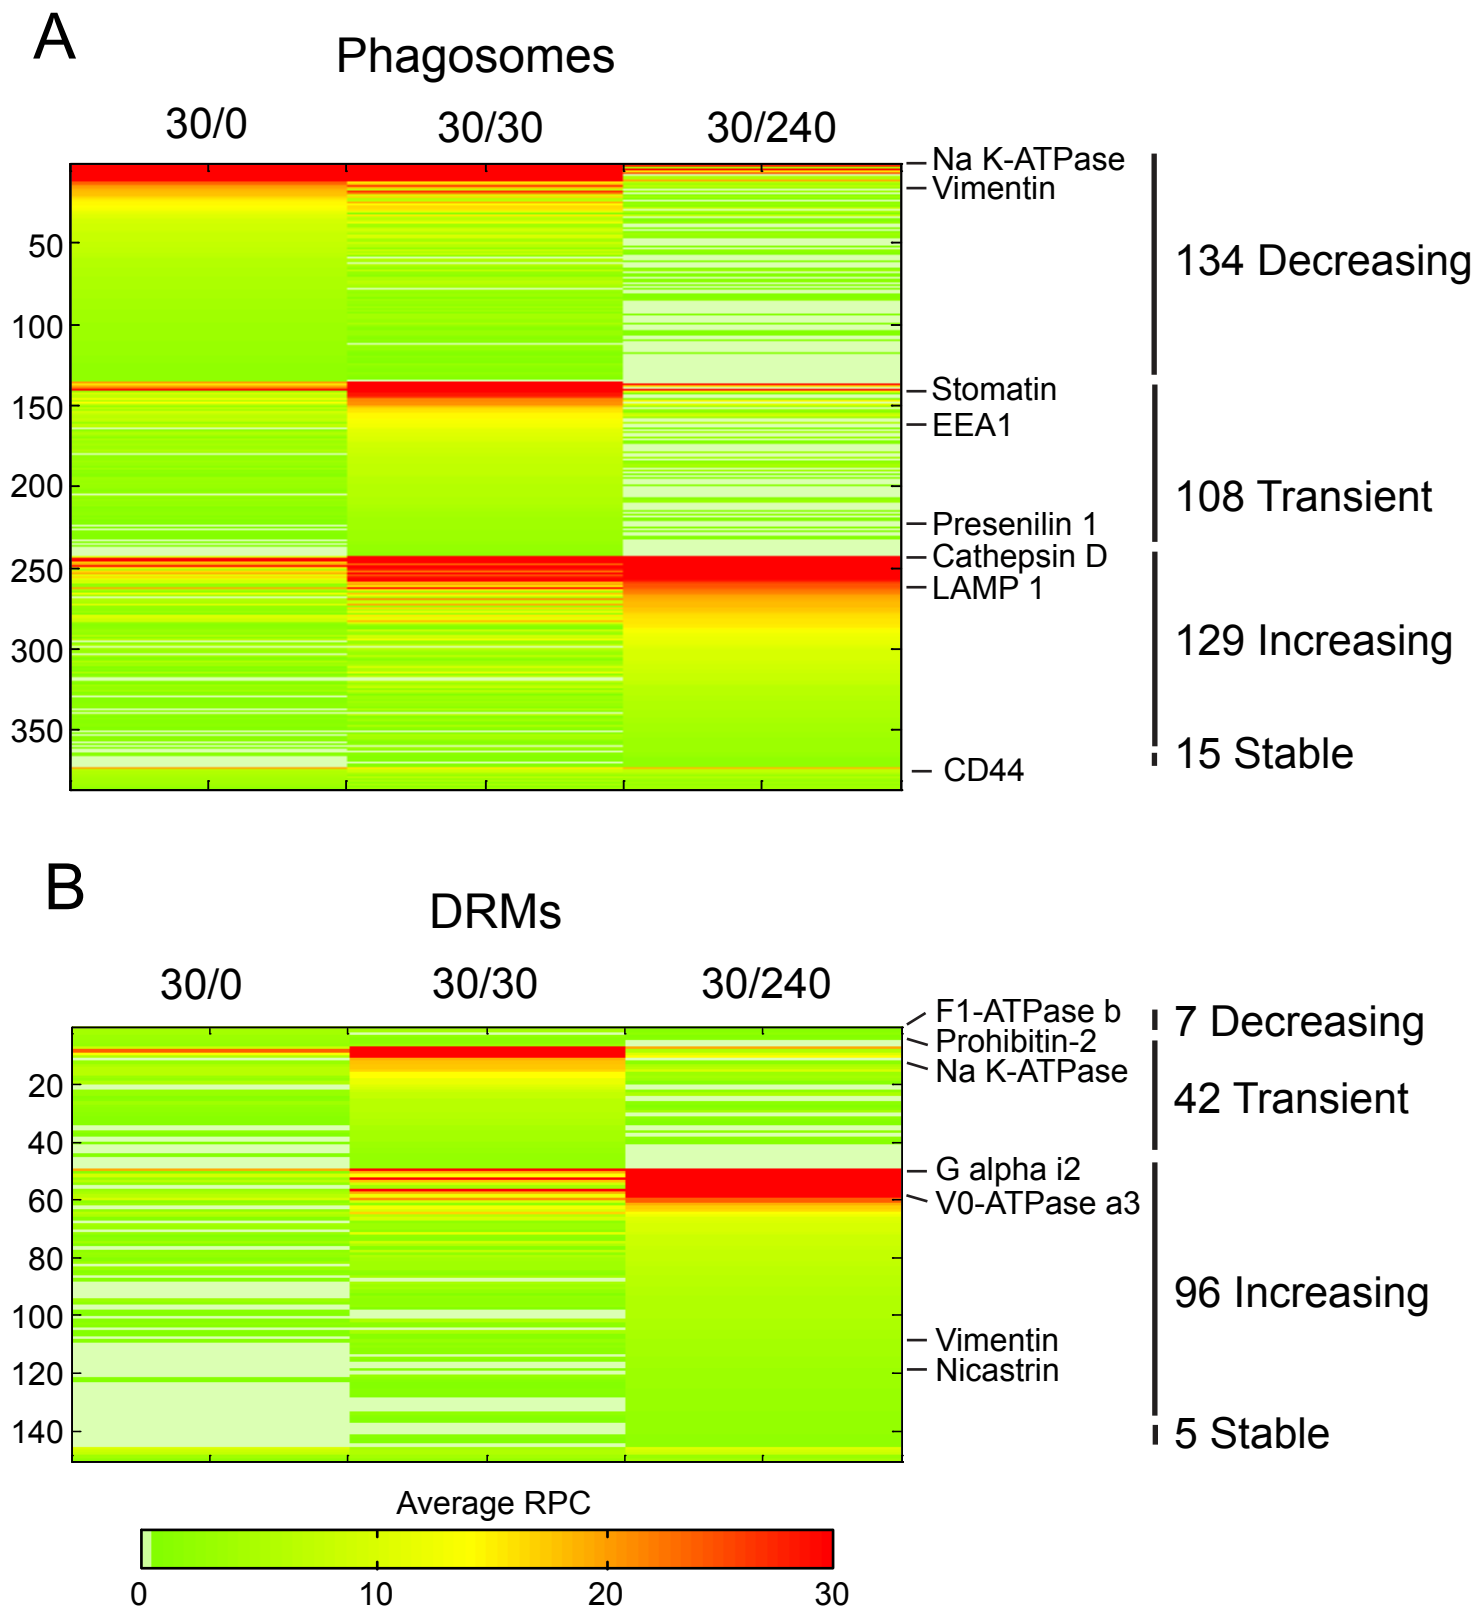 A
Phagosomes
30/0 30/30 30/240
Na K-ATPase
Vimentin
50
134 Decreasing
100
Stomatin
150
EEA1
200
108 Transient
Presenilin 1
Cathepsin D
250
LAMP 1
300
129 Increasing
350
15 Stable
CD44
B
DRMs
30/0 30/30 30/240
F1-ATPase b
7 Decreasing
Prohibitin-2
Na K-ATPase
20
42 Transient
40
G alpha i2
60
V0-ATPase a3
80
96 Increasing
100
Vimentin
120
Nicastrin
140
5 Stable
Average RPC
0 10 20 30